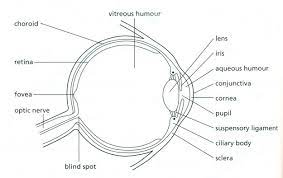 vitreous humour
choroid
retina
fovea
optic nerve
blind spot
lens
iris
aqueous humour
conjunctiva
cornea
pupil
suspensory ligament
ciliary body
sclera